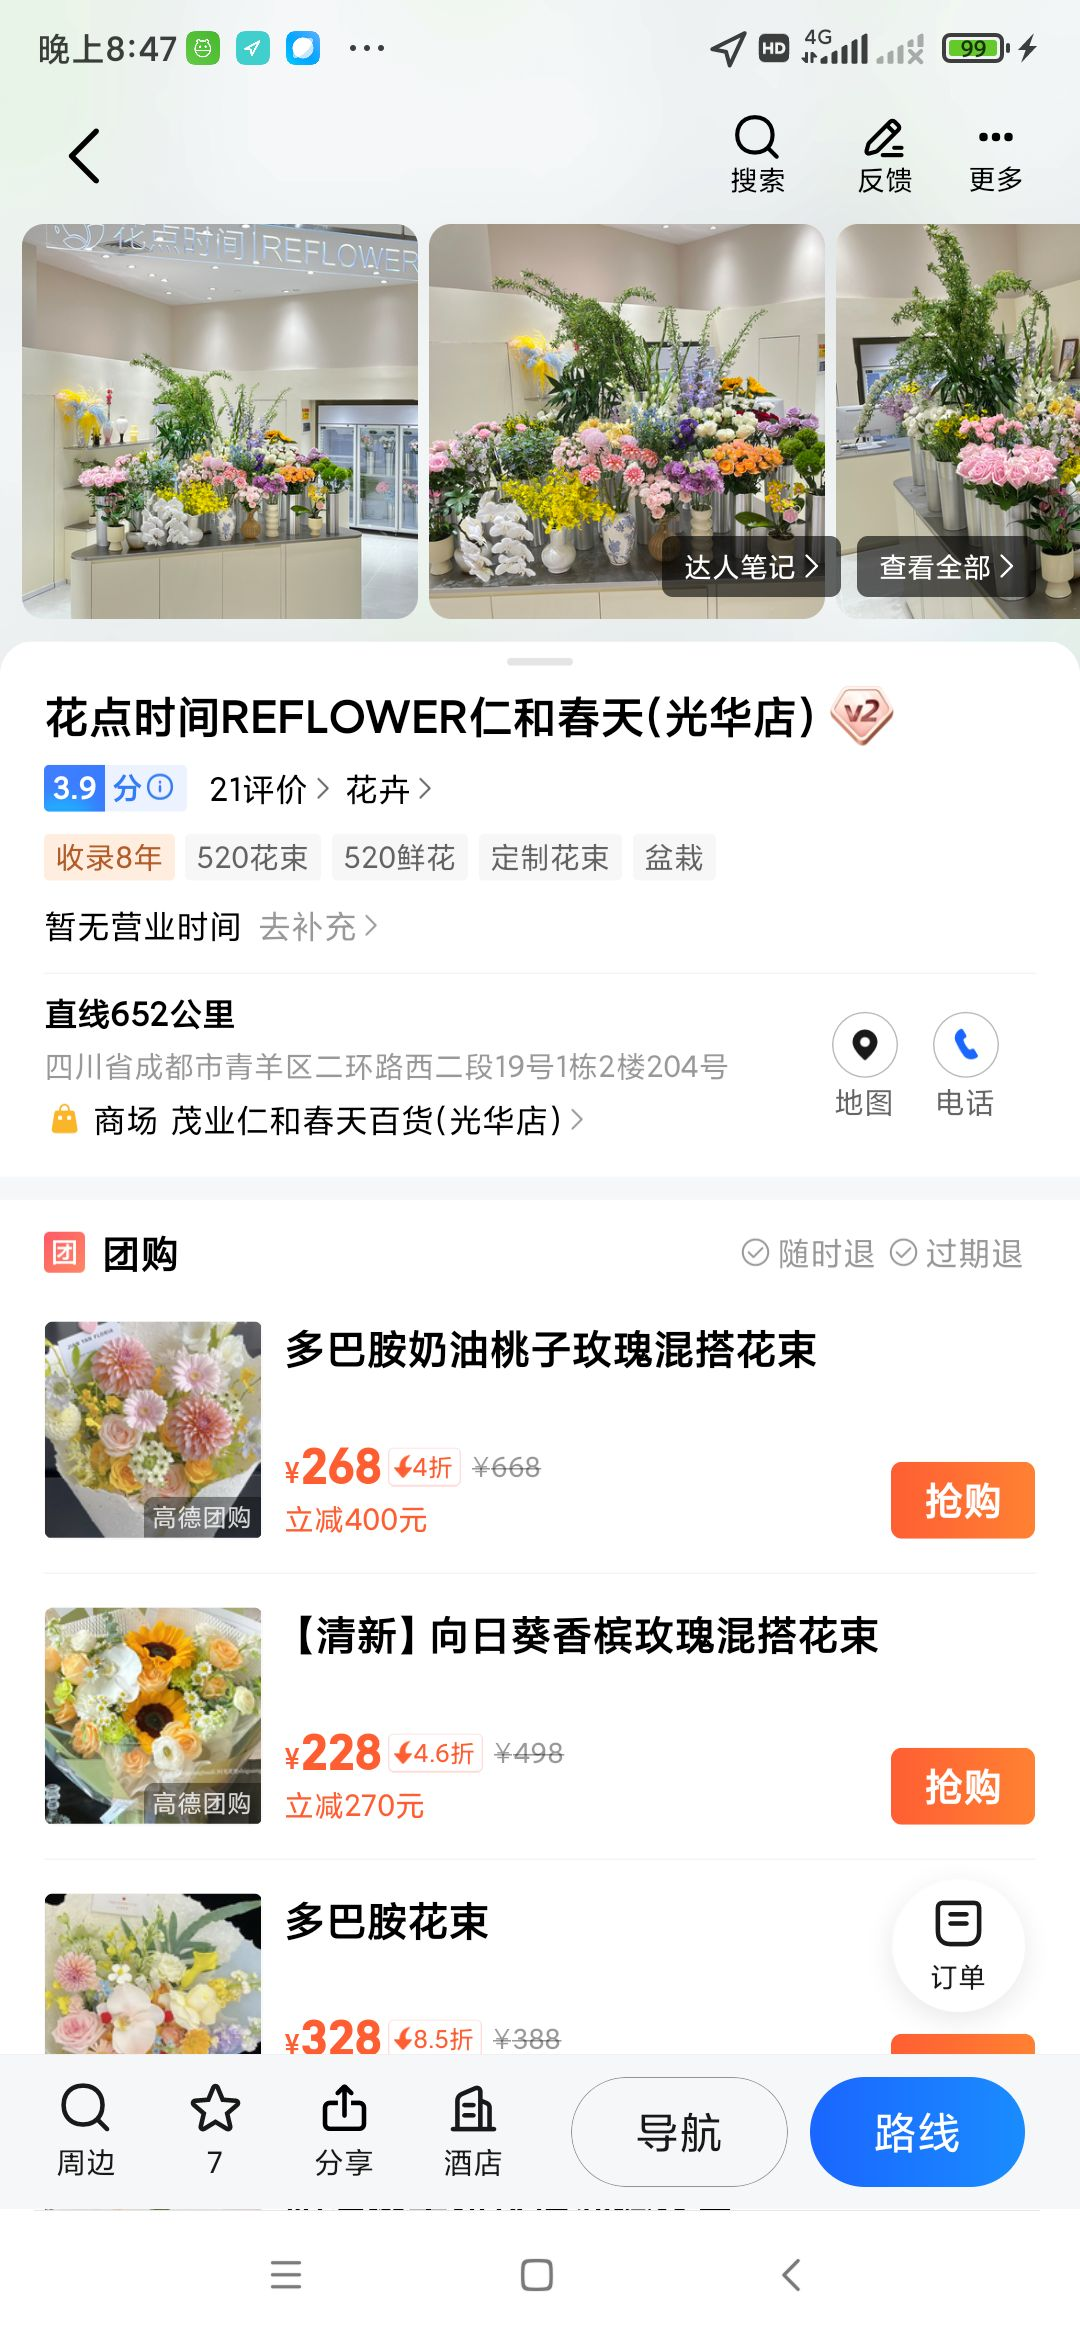 晚上8:47
HD 4G 99
搜索 反馈 更多
花点时间 REFLOWER
达人笔记
查看全部
花点时间REFLOWER仁和春天(光华店) v2
3.9分 21评价 花卉
收录8年 520花束 520鲜花 定制花束 盆栽
暂无营业时间 去补充
直线652公里
四川省成都市青羊区二环路西二段19号1栋2楼204号
商场 茂业仁和春天百货(光华店)
地图 电话
团 团购 随时退 过期退
多巴胺奶油桃子玫瑰混搭花束
¥268 4折 ¥668
立减400元
高德团购
抢购
【清新】向日葵香槟玫瑰混搭花束
¥228 4.6折 ¥498
立减270元
高德团购
抢购
多巴胺花束
¥328 8.5折 ¥388
订单
周边 7 分享 酒店 导航 路线